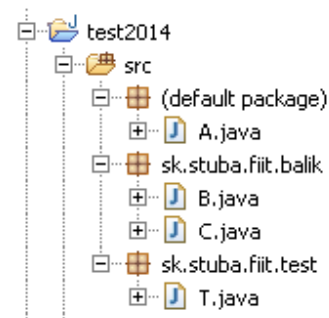 test2014
src
(default package)
A.java
sk.stuba.fiit.balik
B.java
C.java
sk.stuba.fiit.test
T.java